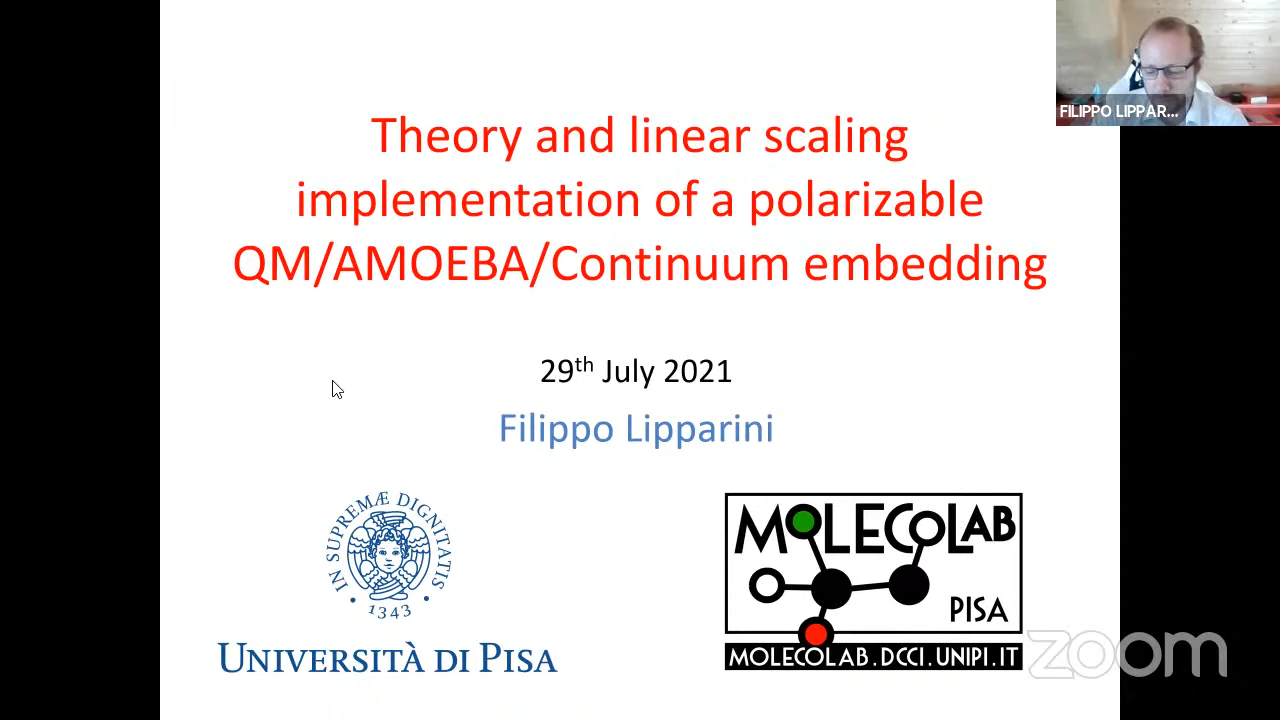 FILIPPO LIPPAR...
Theory and linear scaling
implementation of a polarizable
QM/AMOEBA/Continuum embedding
29th July 2021
Filippo Lipparini
IN SUPREMÆ DIGNITATIS
• 1343 •
UNIVERSITÀ DI PISA
MOLECOLAB
PISA
MOLECOLAB.DCCI.UNIPI.IT
zoom